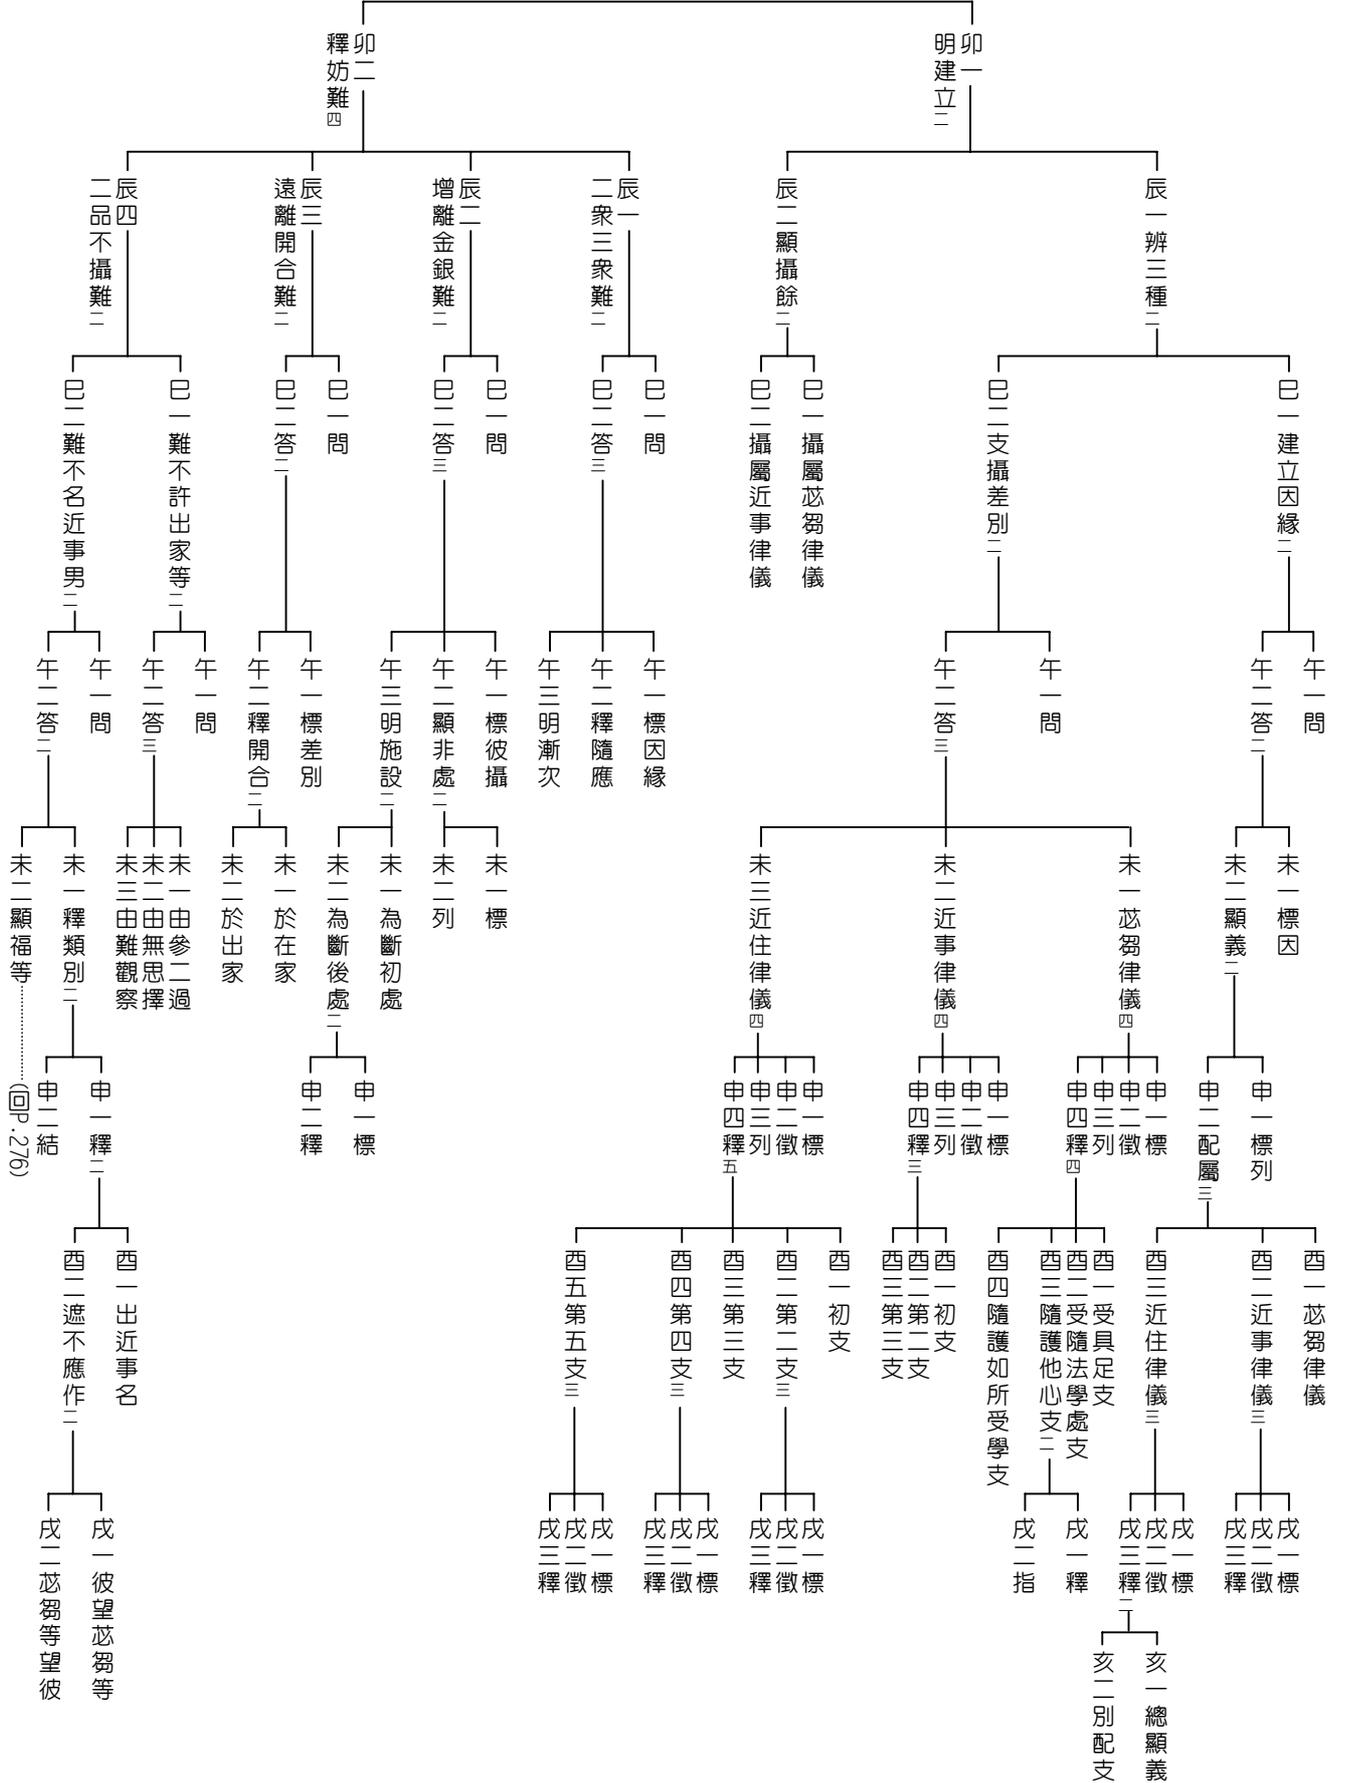 卯一
明建立二
卯二
釋妨難四
辰一辨三種二
辰二顯攝餘二
辰一
二衆三衆難二
辰二
增離金銀難二
辰三
遠離開合難二
辰四
二品不攝難二
巳一建立因緣二
巳二支攝差別二
巳一攝屬苾芻律儀
巳二攝屬近事律儀
巳一問
巳二答三
巳一問
巳二答三
巳一問
巳二答二
巳一難不許出家等二
巳二難不名近事男二
午一問
午二答二
午一問
午二答三
午一標因緣
午二釋隨應
午三明漸次
午一標彼攝
午二顯非處二
午三明施設二
午一標差別
午二釋開合二
午一問
午二答三
午一問
午二答二
未一標因
未二顯義二
未一苾芻律儀四
未二近事律儀四
未三近住律儀四
未一標
未二列
未一為斷初處
未二為斷後處二
未一於在家
未二於出家
未一由參二過
未二由無思擇
未三由難觀察
未一釋類別二
未二顯福等
(回P.276)
申一標列
申二配屬三
申一標
申二徵
申三列
申四釋四
申一標
申二徵
申三列
申四釋三
申一標
申二徵
申三列
申四釋五
申一標
申二釋
申一釋二
申二結
酉一苾芻律儀
酉二近事律儀三
酉三近住律儀三
酉一受具足支
酉二受隨法學處支
酉三隨護他心支二
酉四隨護如所受學支
酉一初支
酉二第二支
酉三第三支
酉一初支
酉二第二支三
酉三第三支
酉四第四支三
酉五第五支三
酉一出近事名
酉二遮不應作二
戌一標
戌二徵
戌三釋
戌一標
戌二徵
戌三釋二
戌一釋
戌二指
戌一標
戌二徵
戌三釋
戌一標
戌二徵
戌三釋
戌一標
戌二徵
戌三釋
戌一彼望苾芻等
戌二苾芻等望彼
亥一總顯義
亥二別配支